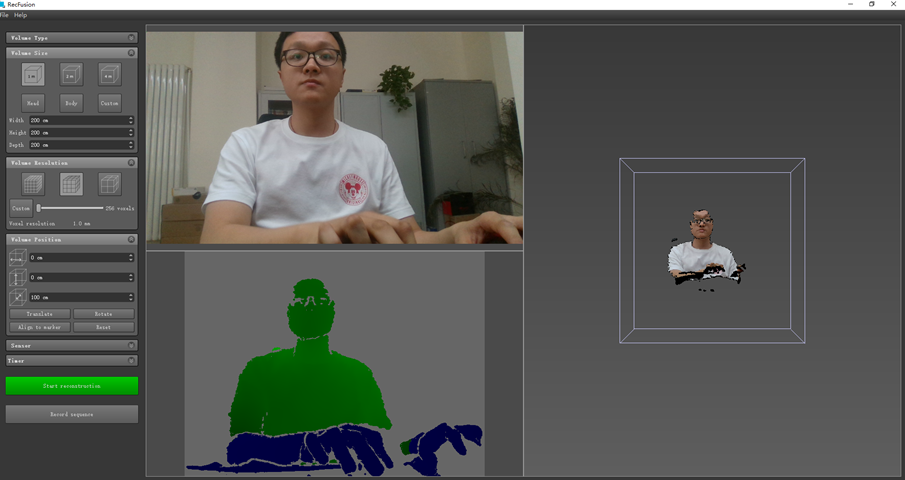 RecFusion
File Help
Volume Type
Volume Size
1m 2m 4m
Head Body Custom
Width 200 cm
Height 200 cm
Depth 200 cm
Volume Resolution
Custom 256 voxels
Voxel resolution 1.0 mm
Volume Position
0 cm
0 cm
100 cm
Translate Rotate
Align to marker Reset
Sensor
Timer
Start reconstruction
Record sequence